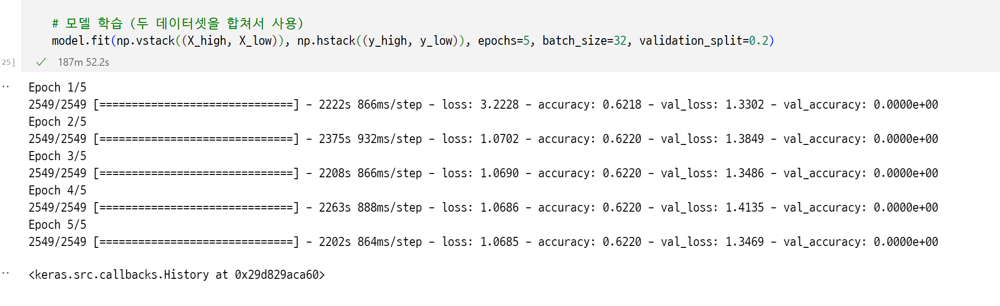 # 모델 학습 (두 데이터셋을 합쳐서 사용)
model.fit(np.vstack((X_high, X_low)), np.hstack((y_high, y_low)), epochs=5, batch_size=32, validation_split=0.2)
25]
✓ 187m 52.2s
Epoch 1/5
2549/2549 [==============================] - 2222s 866ms/step - loss: 3.2228 - accuracy: 0.6218 - val_loss: 1.3302 - val_accuracy: 0.0000e+00
Epoch 2/5
2549/2549 [==============================] - 2375s 932ms/step - loss: 1.0702 - accuracy: 0.6220 - val_loss: 1.3849 - val_accuracy: 0.0000e+00
Epoch 3/5
2549/2549 [==============================] - 2208s 866ms/step - loss: 1.0690 - accuracy: 0.6220 - val_loss: 1.3486 - val_accuracy: 0.0000e+00
Epoch 4/5
2549/2549 [==============================] - 2263s 888ms/step - loss: 1.0686 - accuracy: 0.6220 - val_loss: 1.4135 - val_accuracy: 0.0000e+00
Epoch 5/5
2549/2549 [==============================] - 2202s 864ms/step - loss: 1.0685 - accuracy: 0.6220 - val_loss: 1.3469 - val_accuracy: 0.0000e+00
<keras.src.callbacks.History at 0x29d829aca60>